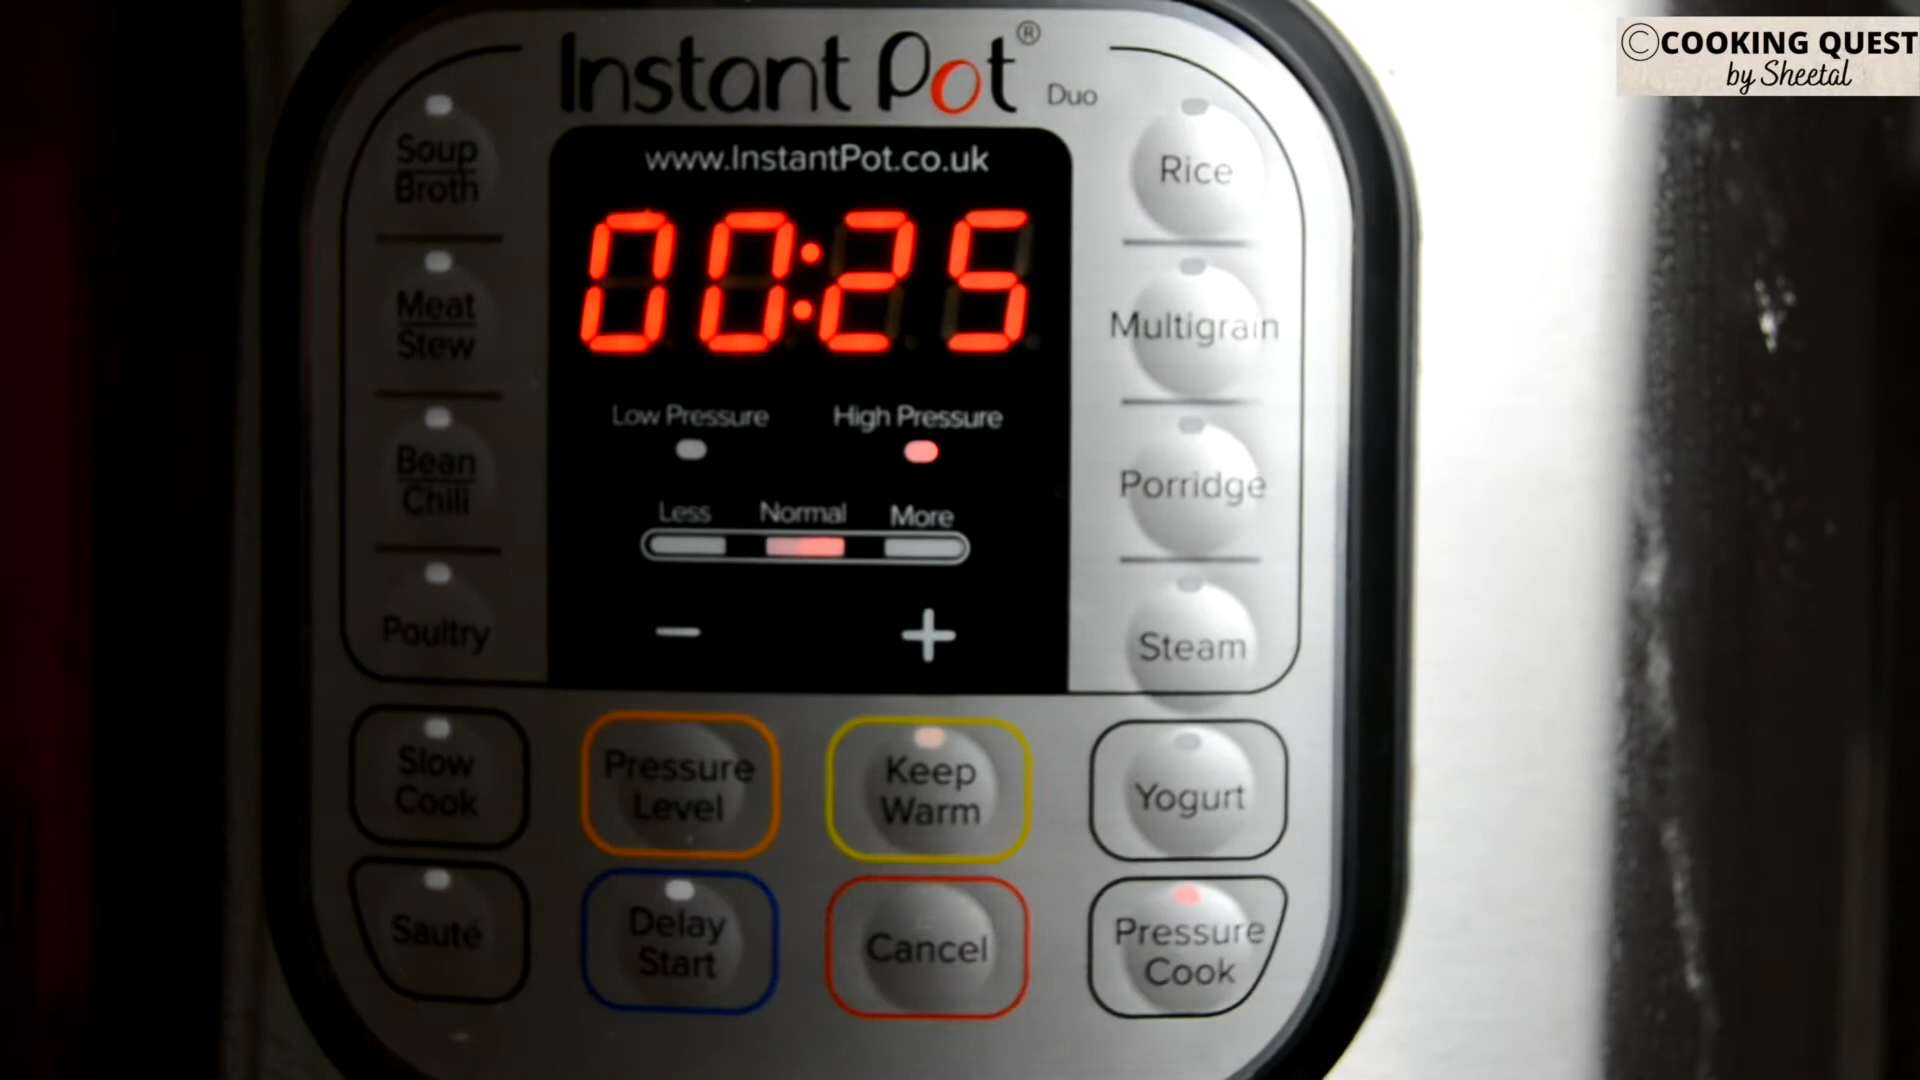 ©COOKING QUEST
by Sheetal
Instant Pot® Duo
www.InstantPot.co.uk
00:25
Low Pressure
High Pressure
Less
Normal
More
−
+
Soup
Broth
Meat
Stew
Bean
Chili
Poultry
Rice
Multigrain
Porridge
Steam
Slow
Cook
Pressure
Level
Keep
Warm
Yogurt
Sauté
Delay
Start
Cancel
Pressure
Cook